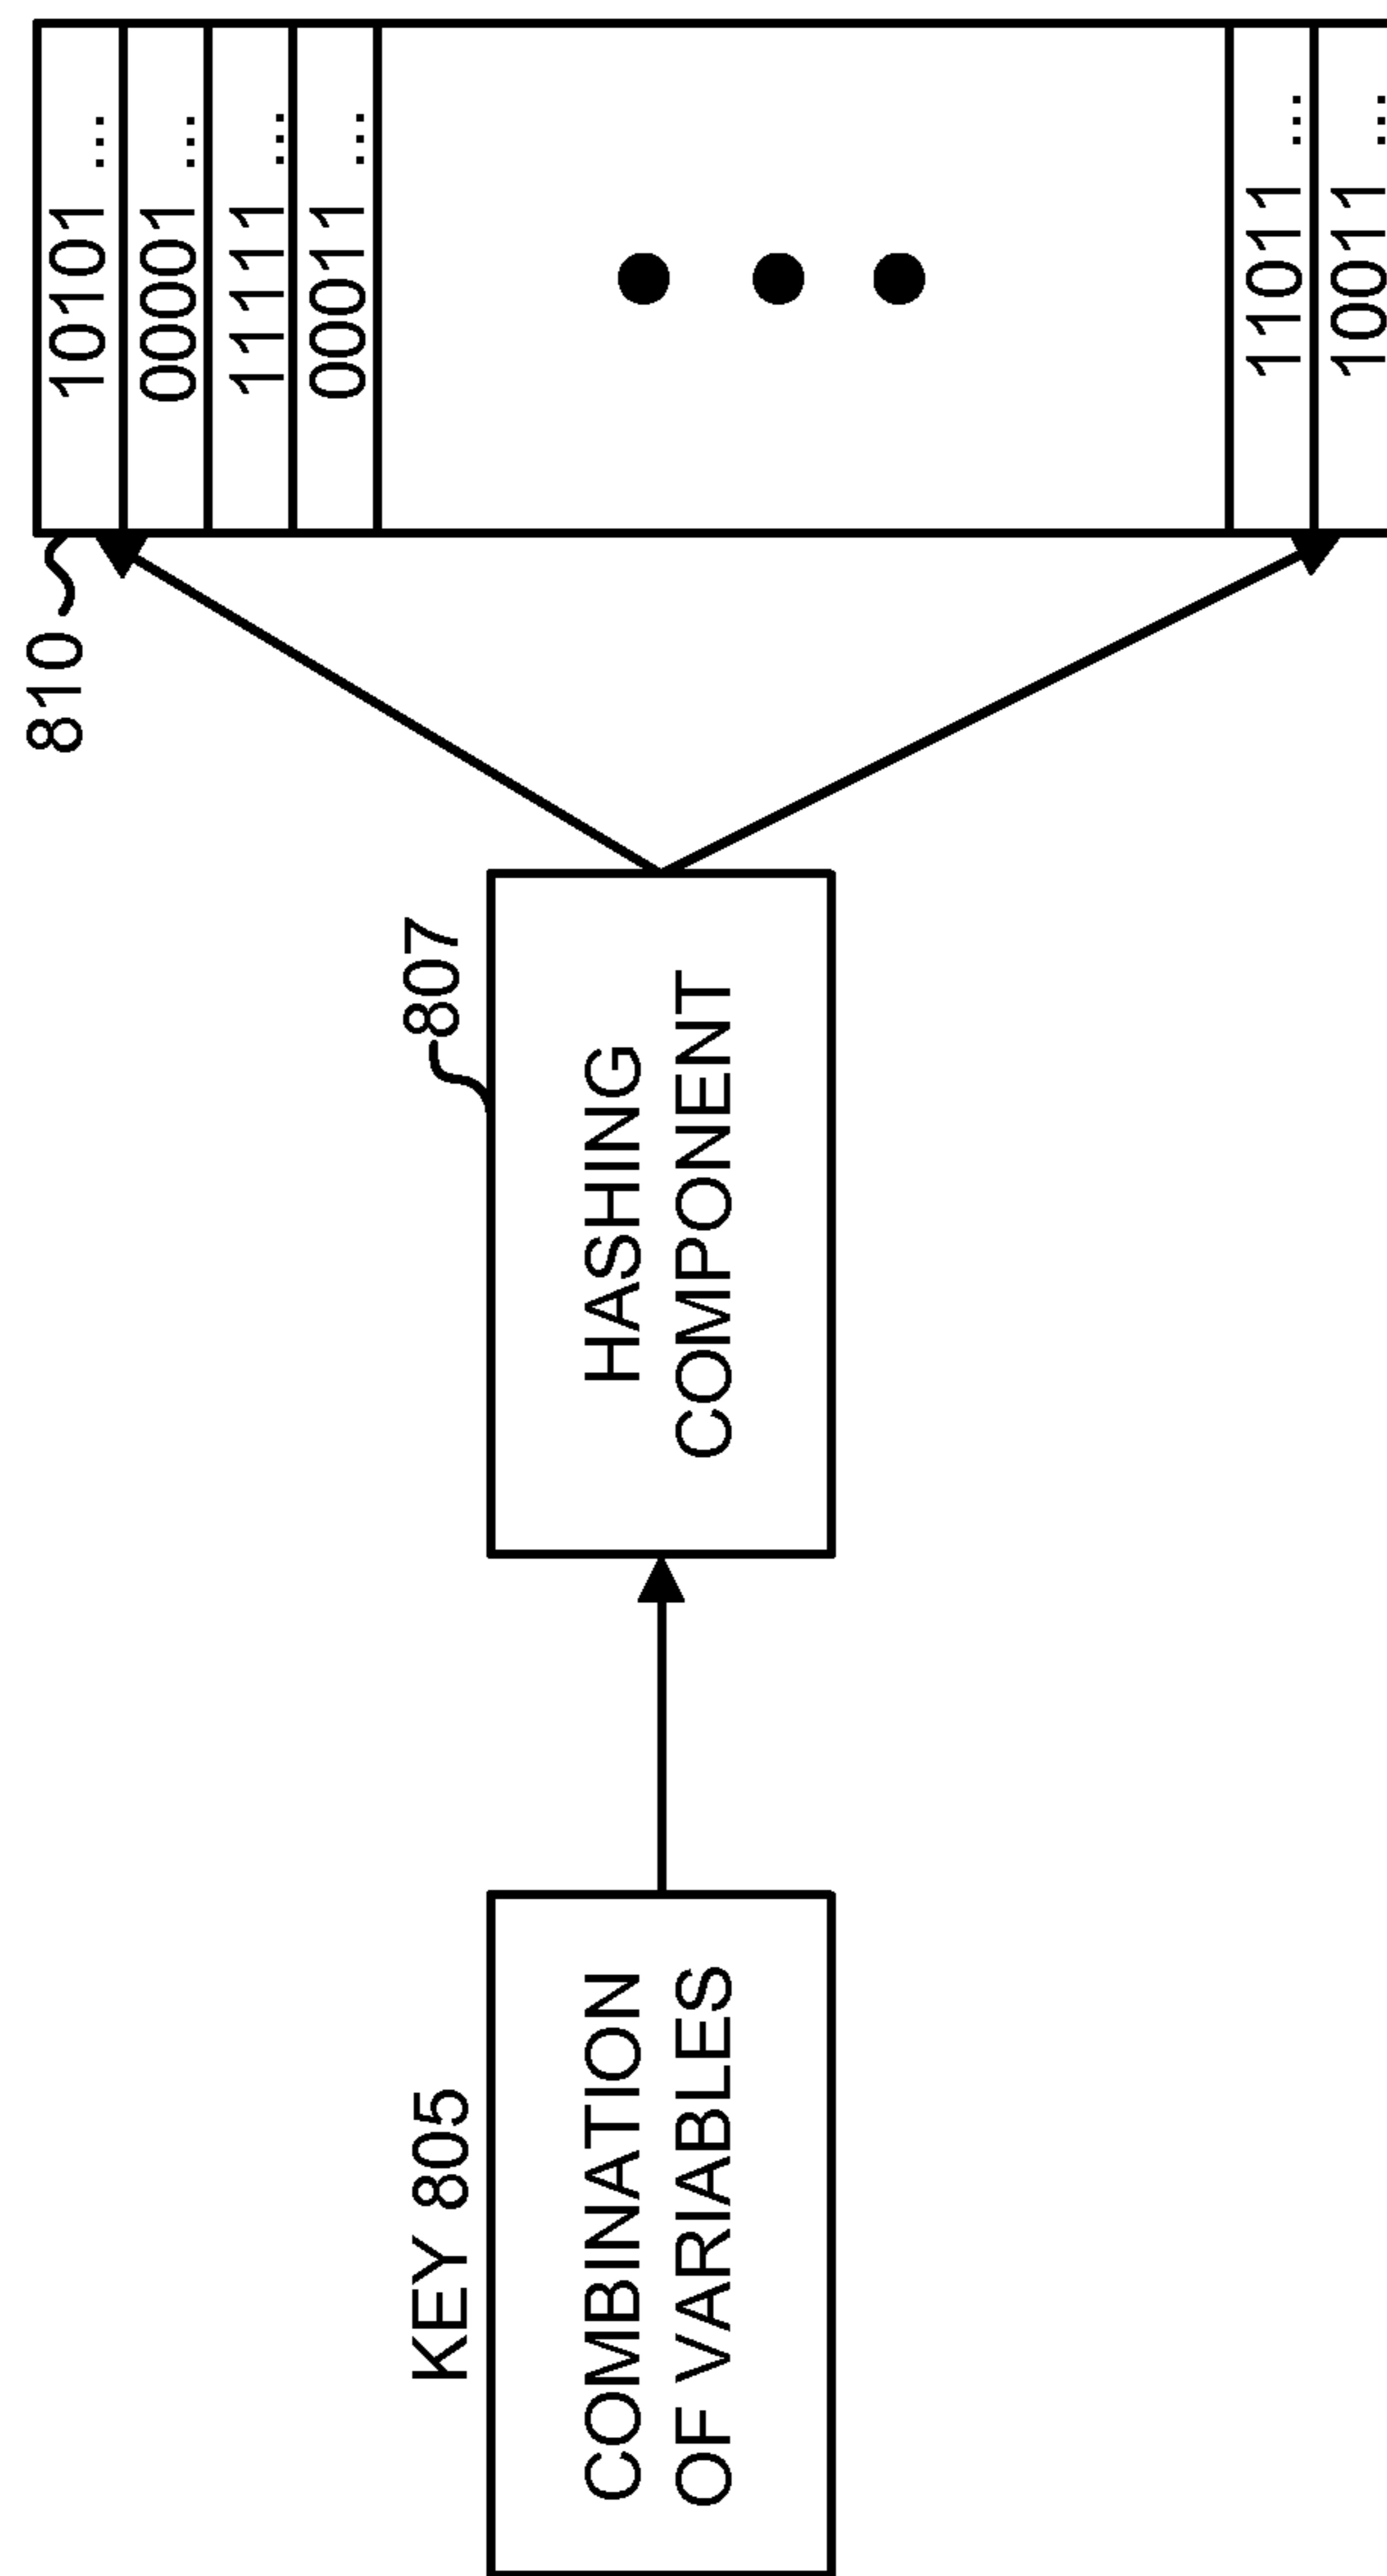 KEY 805
COMBINATION
OF VARIABLES
807
HASHING
COMPONENT
810
10101 ...
00001 ...
11111 ...
00011 ...
11011 ...
10011 ...